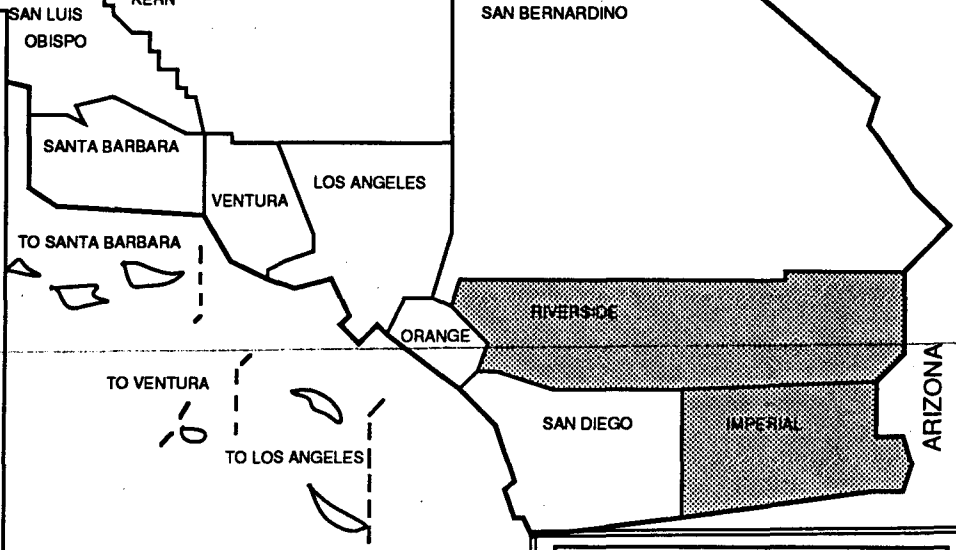 KERN
SAN LUIS
OBISPO
SAN BERNARDINO
SANTA BARBARA
VENTURA
LOS ANGELES
TO SANTA BARBARA
RIVERSIDE
ORANGE
ARIZONA
TO VENTURA
SAN DIEGO
IMPERIAL
TO LOS ANGELES